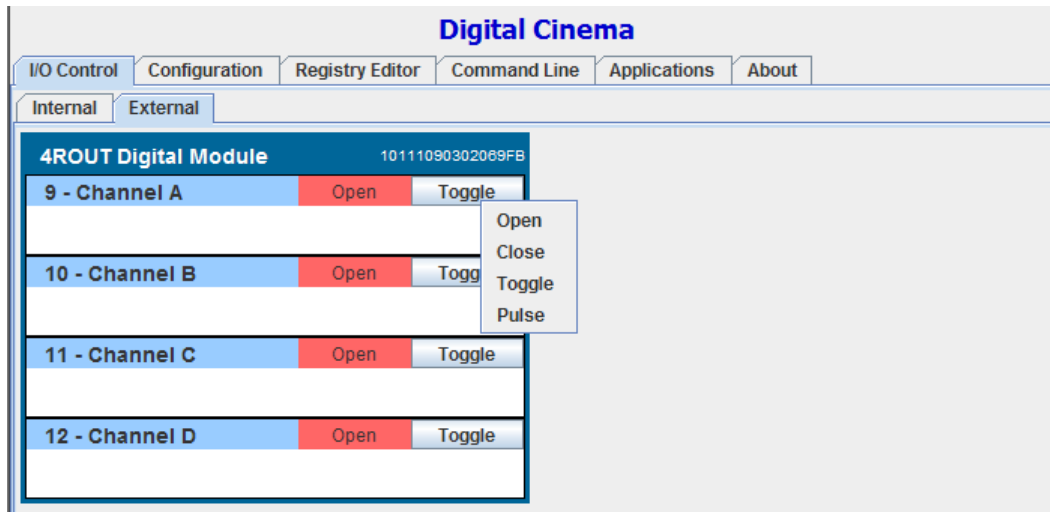 Digital Cinema
I/O Control Configuration Registry Editor Command Line Applications About
Internal External
4ROUT Digital Module 10111090302069FB
9 - Channel A Open Toggle
Open
Close
10 - Channel B Open Togg
Toggle
Pulse
11 - Channel C Open Toggle
12 - Channel D Open Toggle